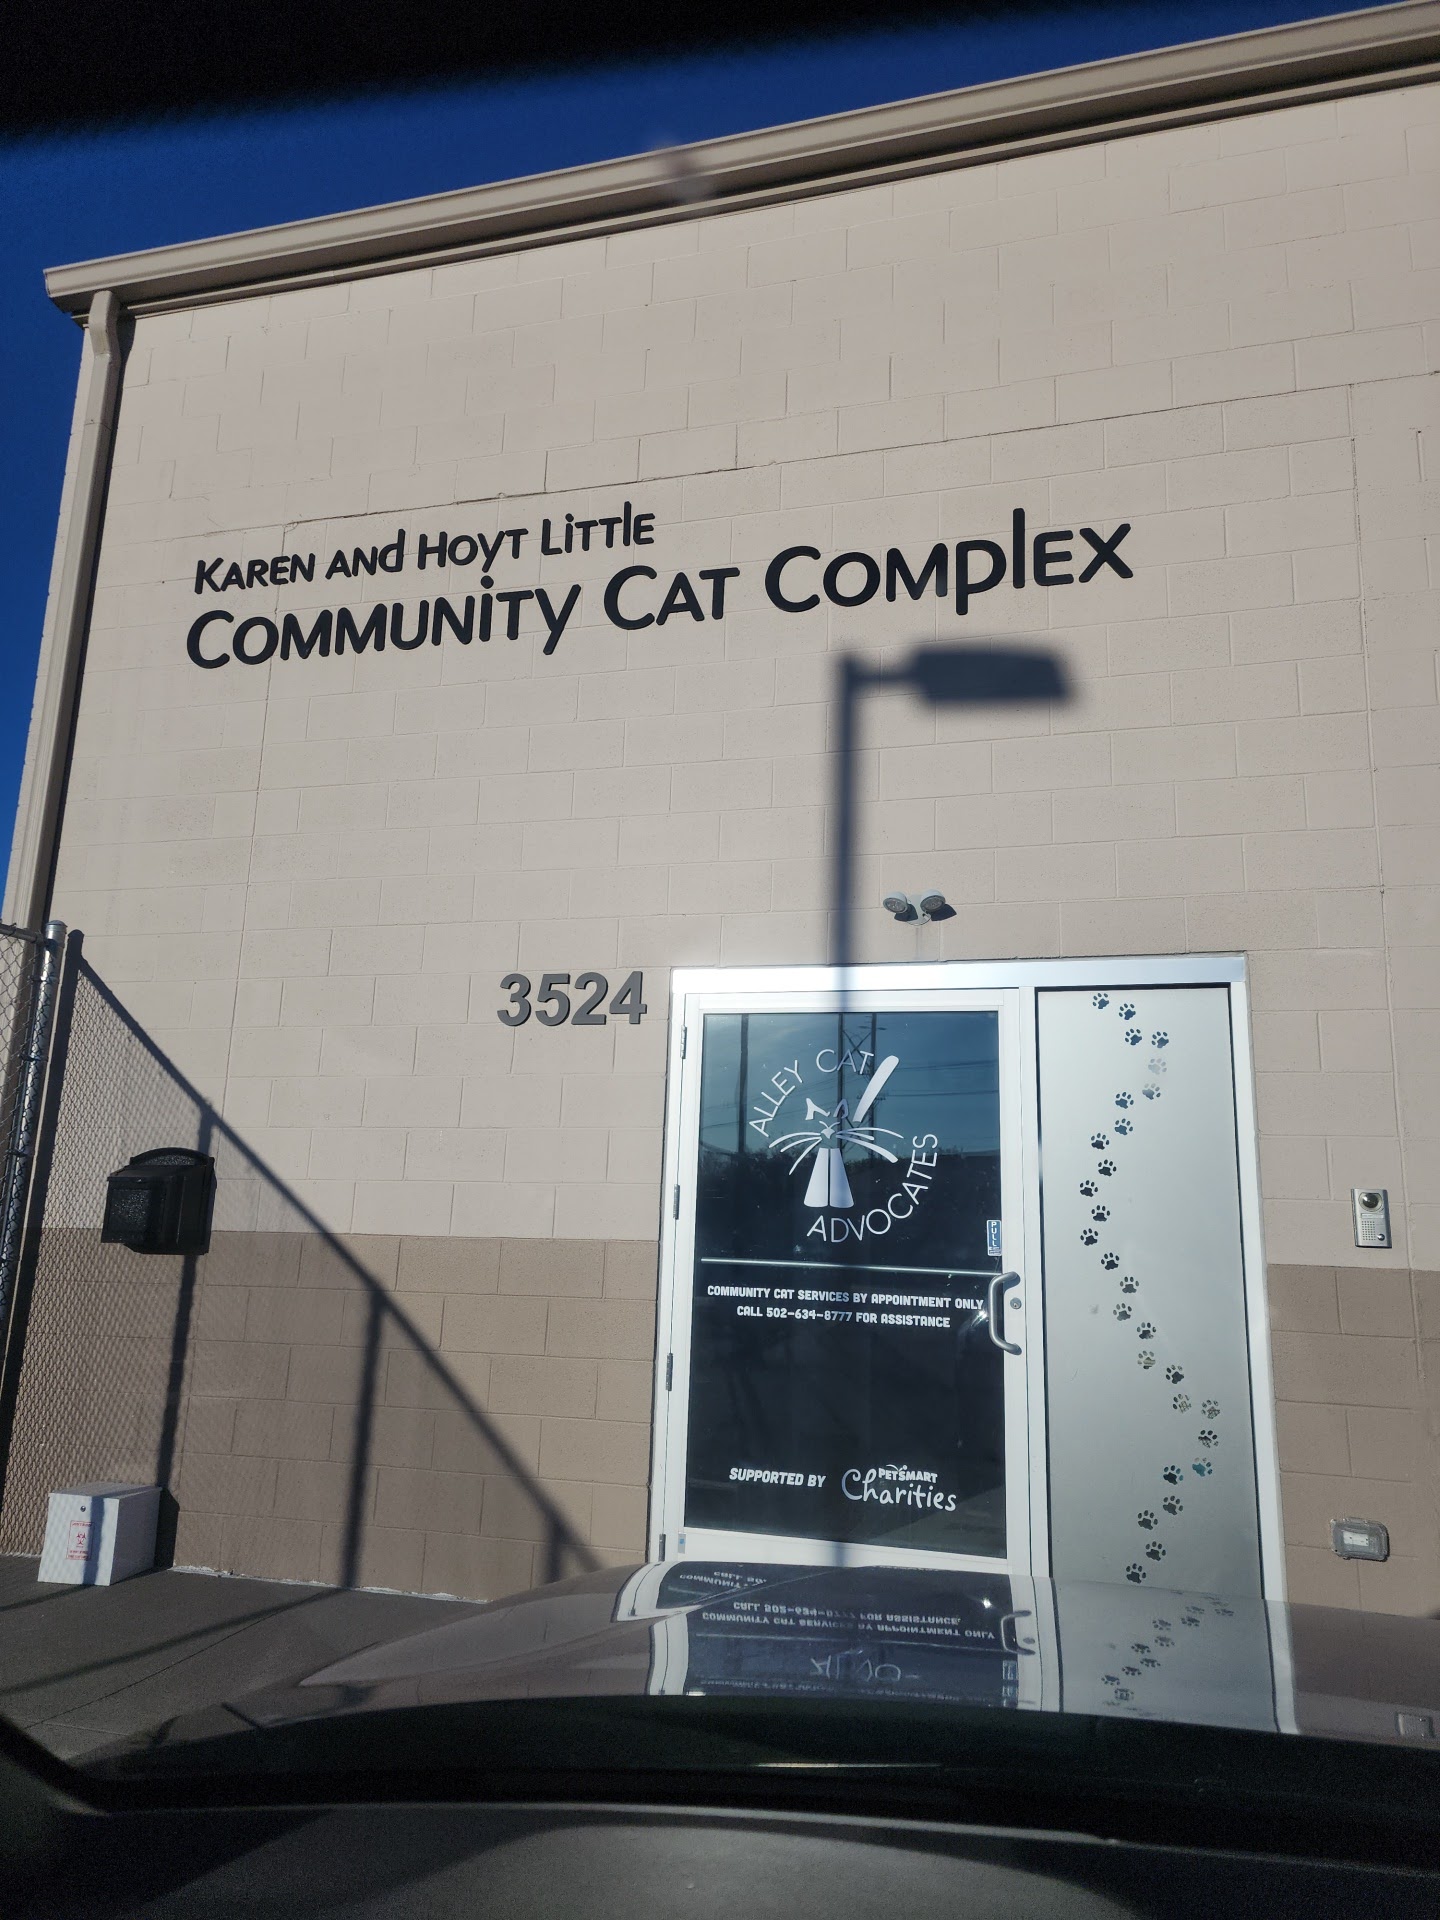 Karen and Hoyt Little
Community Cat Complex
3524
ALLEY CAT
ADVOCATES
PULL
COMMUNITY CAT SERVICES BY APPOINTMENT ONLY
CALL 502-634-8777 FOR ASSISTANCE
SUPPORTED BY PETSMART Charities